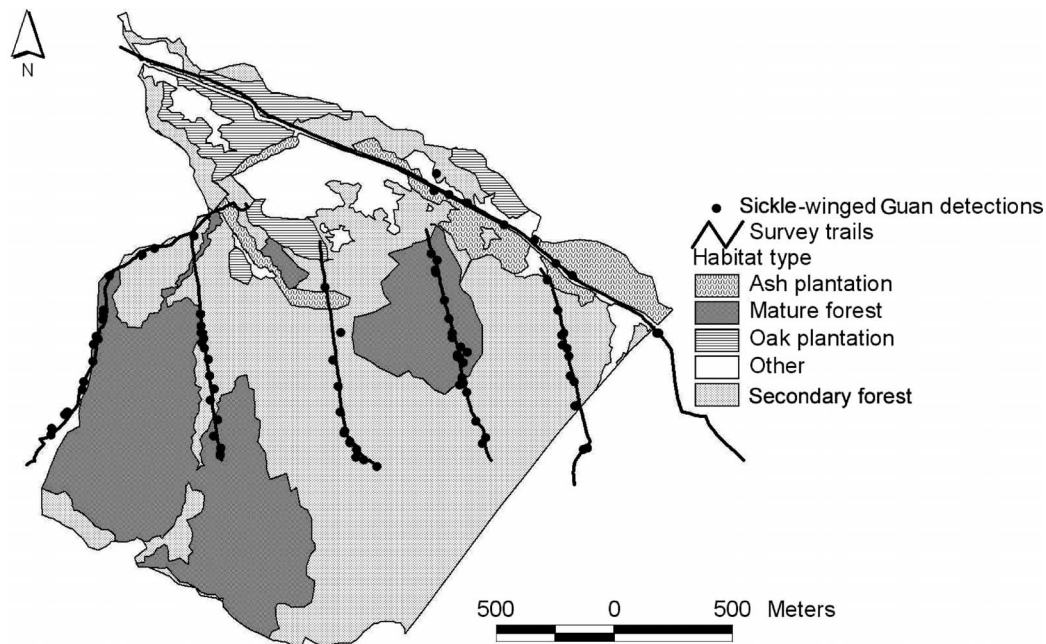 N
Sickle-winged Guan detections
Survey trails
Habitat type
Ash plantation
Mature forest
Oak plantation
Other
Secondary forest
500 0 500 Meters